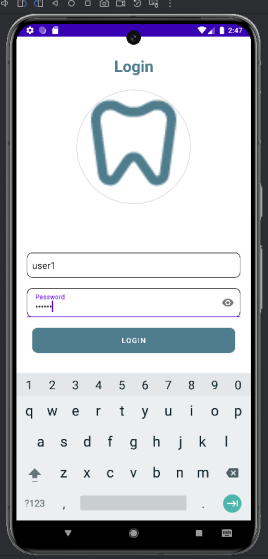 2:47
Login
user1
Password
••••••
LOGIN
1 2 3 4 5 6 7 8 9 0
q w e r t y u i o p
a s d f g h j k l
z x c v b n m
?123 , .